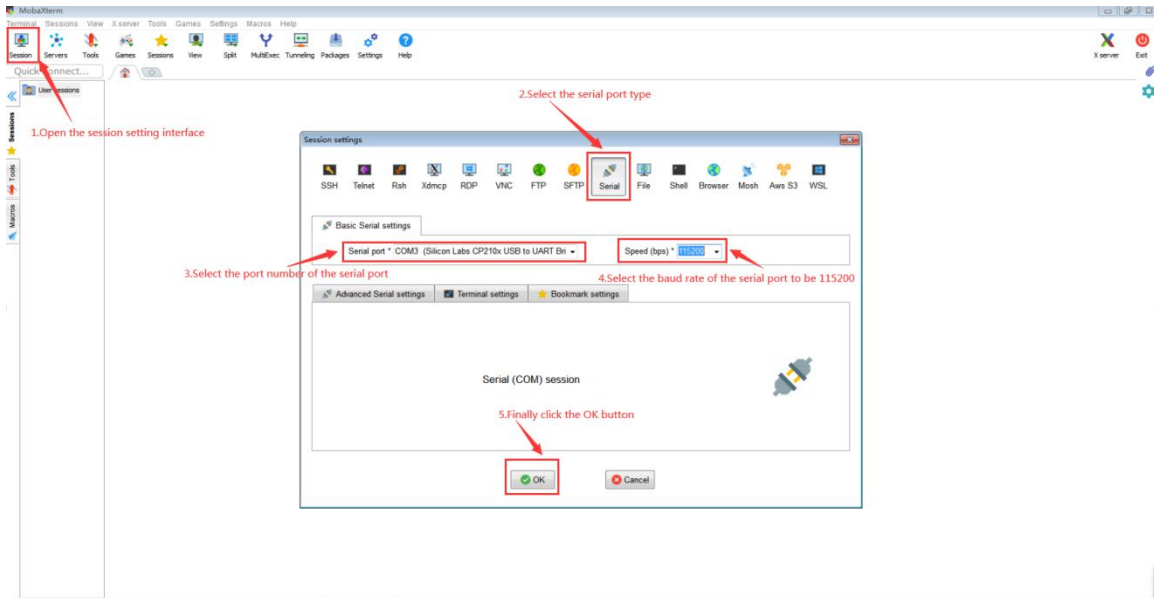 MobaXterm
Terminal Sessions View X server Tools Games Settings Macros Help
Session Servers Tools Games Sessions View Split MultiExec Tunneling Packages Settings Help X server Exit
Quick connect...
User sessions
Sessions
Tools
Macros
1.Open the session setting interface
2.Select the serial port type
Session settings
SSH Telnet Rsh Xdmcp RDP VNC FTP SFTP Serial File Shell Browser Mosh Aws S3 WSL
Basic Serial settings
Serial port * COM3 (Silicon Labs CP210x USB to UART Bri
Speed (bps) * 115200
3.Select the port number of the serial port
4.Select the baud rate of the serial port to be 115200
Advanced Serial settings Terminal settings Bookmark settings
Serial (COM) session
5.Finally click the OK button
OK Cancel